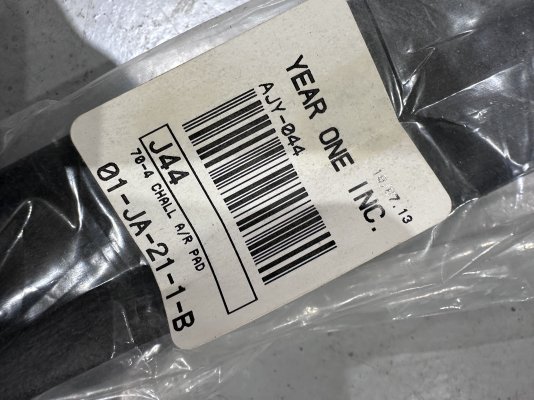 YEAR ONE INC.
AJY-044
J44
70-4 CHALL A/R PAD
01-JA-21-1-B